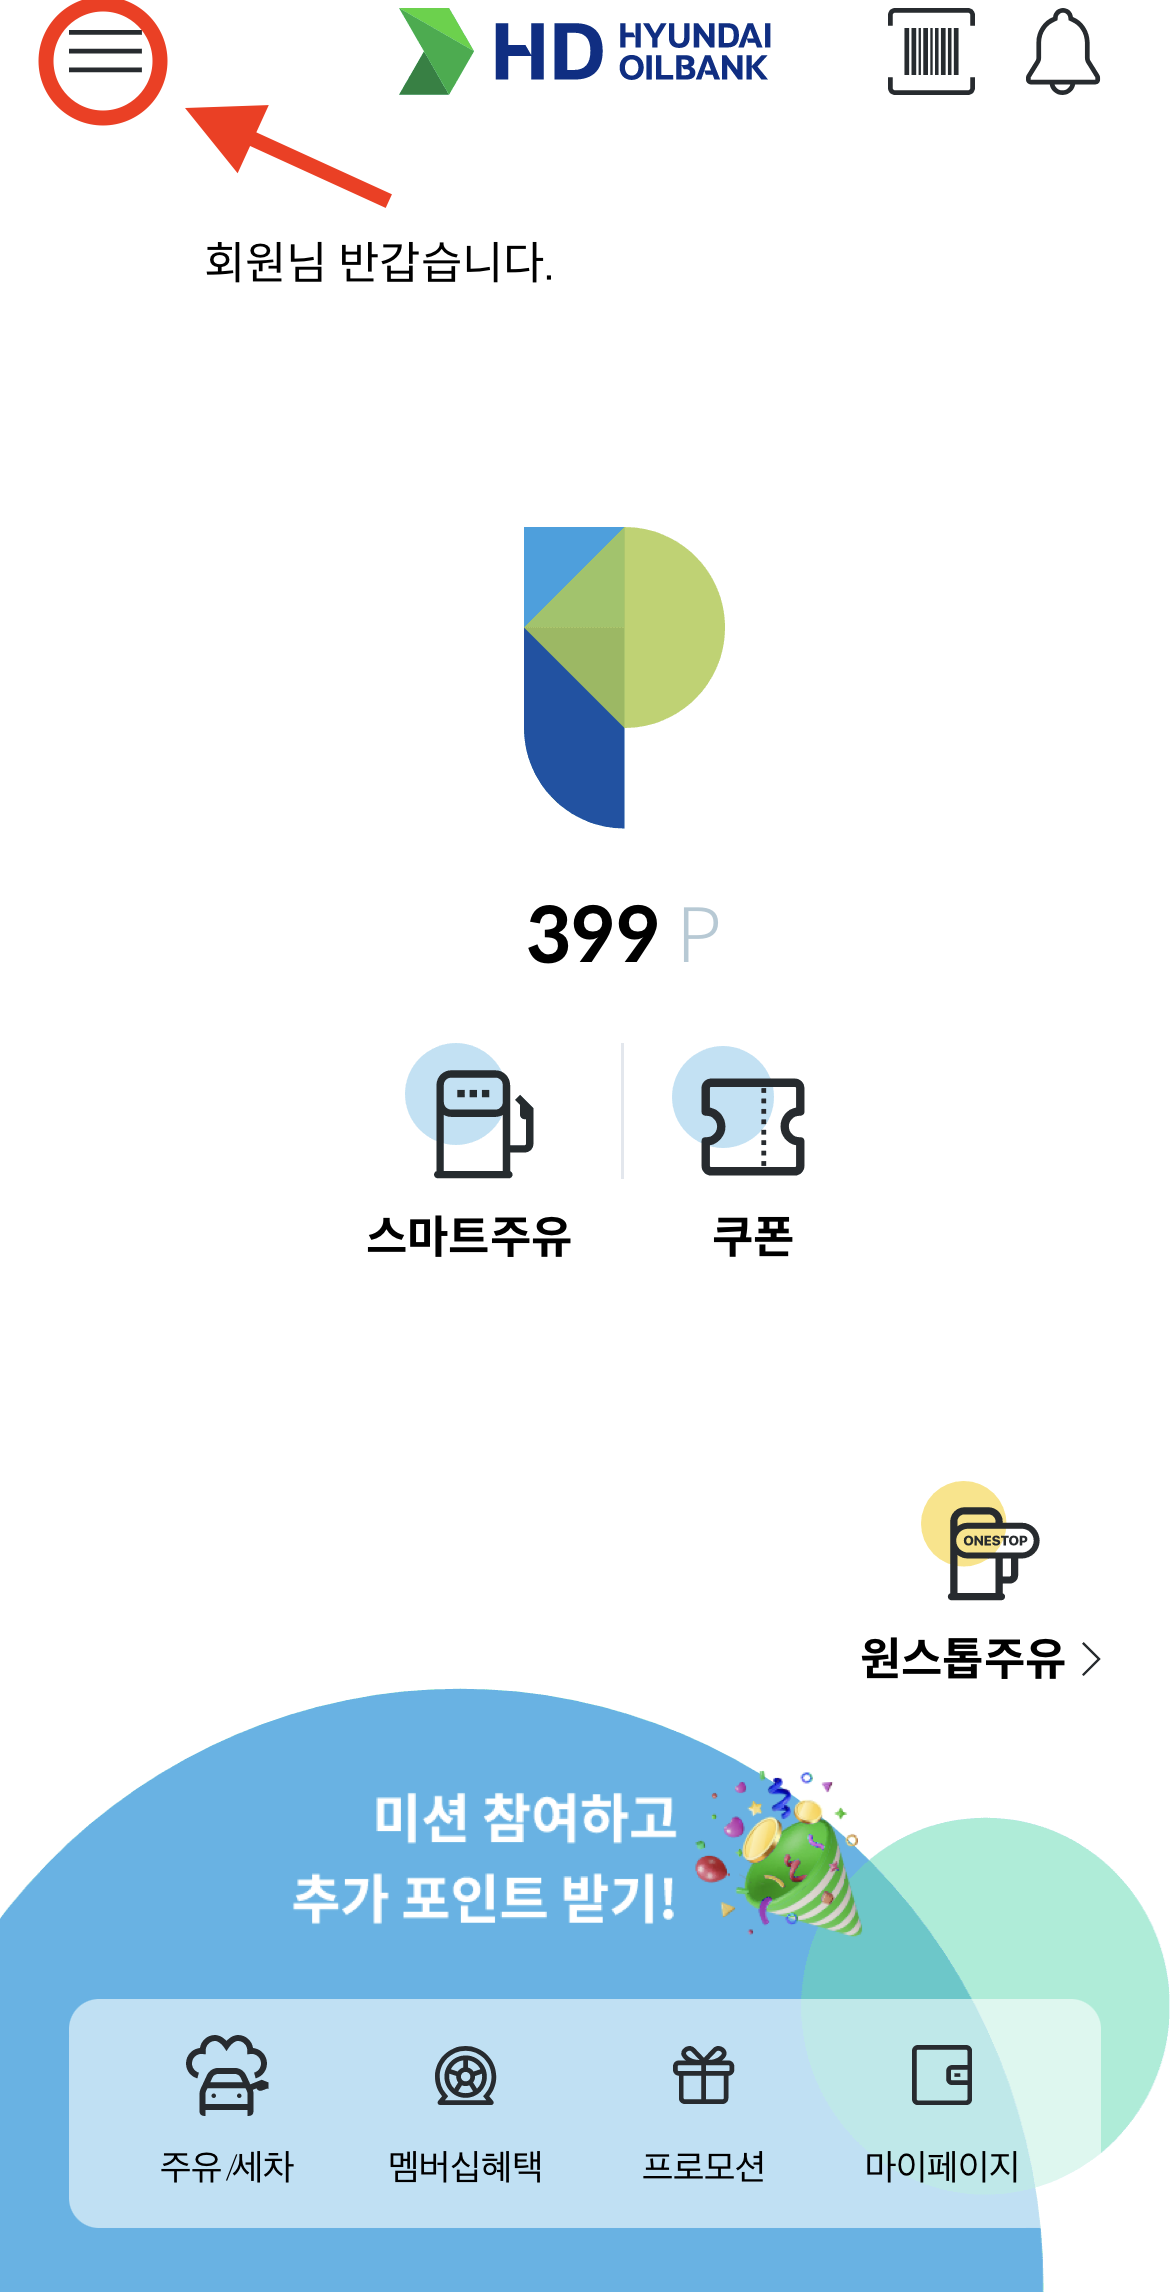 HD HYUNDAI
OILBANK
회원님 반갑습니다.
399 P
스마트주유
쿠폰
ONESTOP
원스톱주유
미션 참여하고
추가 포인트 받기!
주유/세차
멤버십혜택
프로모션
마이페이지